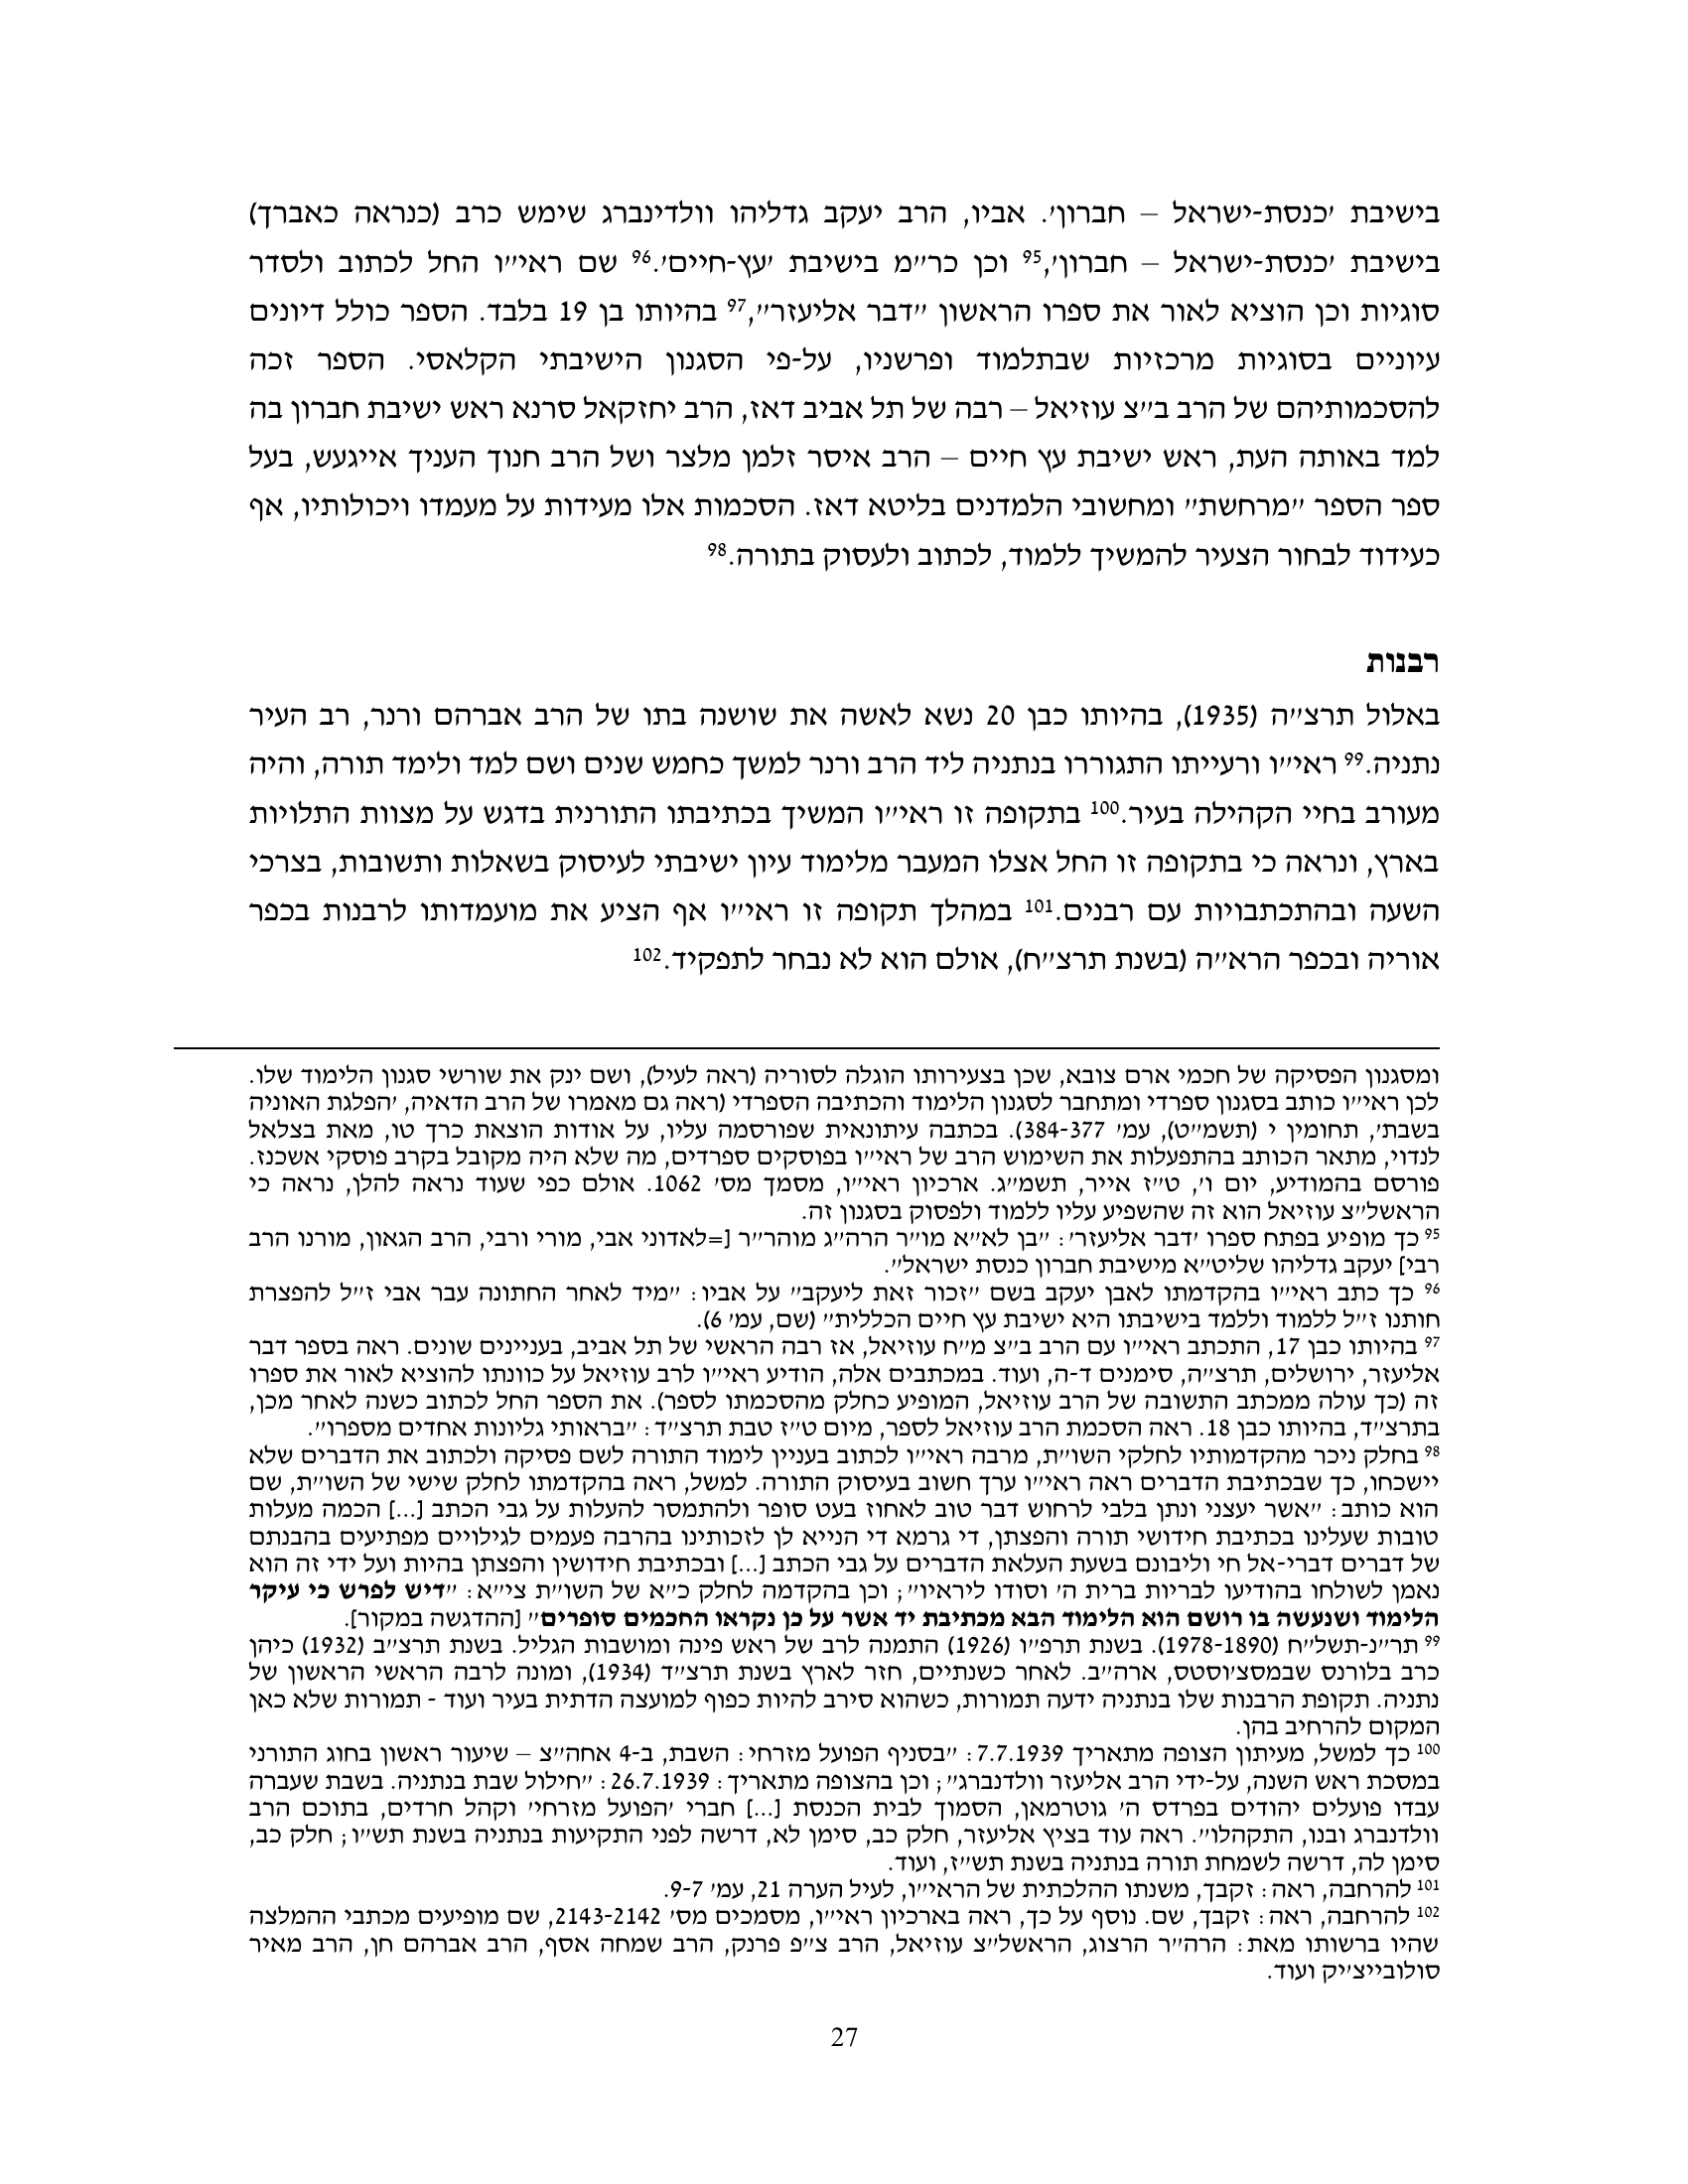 בישיבת 'כנסת-ישראל – חברון'. אביו, הרב יעקב גדליהו וולדינברג שימש כרב (כנראה כאברך)
בישיבת 'כנסת-ישראל – חברון',95 וכן כר"מ בישיבת 'עץ-חיים'.96 שם ראי"ו החל לכתוב ולסדר
סוגיות וכן הוציא לאור את ספרו הראשון "דבר אליעזר",97 בהיותו בן 19 בלבד. הספר כולל דיונים
עיוניים בסוגיות מרכזיות שבתלמוד ופרשניו, על-פי הסגנון הישיבתי הקלאסי. הספר זכה
להסכמותיהם של הרב ב"צ עוזיאל – רבה של תל אביב דאז, הרב יחזקאל סרנא ראש ישיבת חברון בה
למד באותה העת, ראש ישיבת עץ חיים – הרב איסר זלמן מלצר ושל הרב חנוך העניך אייגעש, בעל
ספר הספר "מרחשת" ומחשובי הלמדנים בליטא דאז. הסכמות אלו מעידות על מעמדו ויכולותיו, אף
כעידוד לבחור הצעיר להמשיך ללמוד, לכתוב ולעסוק בתורה.98
רבנות
באלול תרצ"ה (1935), בהיותו כבן 20 נשא לאשה את שושנה בתו של הרב אברהם ורנר, רב העיר
נתניה.99 ראי"ו ורעייתו התגוררו בנתניה ליד הרב ורנר למשך כחמש שנים ושם למד ולימד תורה, והיה
מעורב בחיי הקהילה בעיר.100 בתקופה זו ראי"ו המשיך בכתיבתו התורנית בדגש על מצוות התלויות
בארץ, ונראה כי בתקופה זו החל אצלו המעבר מלימוד עיון ישיבתי לעיסוק בשאלות ותשובות, בצרכי
השעה ובהתכתבויות עם רבנים.101 במהלך תקופה זו ראי"ו אף הציע את מועמדותו לרבנות בכפר
אוריה ובכפר הרא"ה (בשנת תרצ"ח), אולם הוא לא נבחר לתפקיד.102
ומסגנון הפסיקה של חכמי ארם צובא, שכן בצעירותו הוגלה לסוריה (ראה לעיל), ושם ינק את שורשי סגנון הלימוד שלו.
לכן ראי"ו כותב בסגנון ספרדי ומתחבר לסגנון הלימוד והכתיבה הספרדי (ראה גם מאמרו של הרב הדאיה, 'הפלגת האוניה
בשבת', תחומין י (תשמ"ט), עמ' 384-377). בכתבה עיתונאית שפורסמה עליו, על אודות הוצאת כרך טו, מאת בצלאל
לנדוי, מתאר הכותב בהתפעלות את השימוש הרב של ראי"ו בפוסקים ספרדים, מה שלא היה מקובל בקרב פוסקי אשכנז.
פורסם בהמודיע, יום ו', ט"ז אייר, תשמ"ג. ארכיון ראי"ו, מסמך מס' 1062. אולם כפי שעוד נראה להלן, נראה כי
הראשל"צ עוזיאל הוא זה שהשפיע עליו ללמוד ולפסוק בסגנון זה.
95 כך מופיע בפתח ספרו 'דבר אליעזר': "בן לא"א מו"ר הרה"ג מוהר"ר [=לאדוני אבי, מורי ורבי, הרב הגאון, מורנו הרב
רבי] יעקב גדליהו שליט"א מישיבת חברון כנסת ישראל".
96 כך כתב ראי"ו בהקדמתו לאבן יעקב בשם "זכור זאת ליעקב" על אביו: "מיד לאחר החתונה עבר אבי ז"ל להפצרת
חותנו ז"ל ללמוד וללמד בישיבתו היא ישיבת עץ חיים הכללית" (שם, עמ' 6).
97 בהיותו כבן 17, התכתב ראי"ו עם הרב ב"צ מ"ח עוזיאל, אז רבה הראשי של תל אביב, בעניינים שונים. ראה בספר דבר
אליעזר, ירושלים, תרצ"ה, סימנים ד-ה, ועוד. במכתבים אלה, הודיע ראי"ו לרב עוזיאל על כוונתו להוציא לאור את ספרו
זה (כך עולה ממכתב התשובה של הרב עוזיאל, המופיע כחלק מהסכמתו לספר). את הספר החל לכתוב כשנה לאחר מכן,
בתרצ"ד, בהיותו כבן 18. ראה הסכמת הרב עוזיאל לספר, מיום ט"ז טבת תרצ"ד: "בראותי גליונות אחדים מספרו".
98 בחלק ניכר מהקדמותיו לחלקי השו"ת, מרבה ראי"ו לכתוב בעניין לימוד התורה לשם פסיקה ולכתוב את הדברים שלא
יישכחו, כך שבכתיבת הדברים ראה ראי"ו ערך חשוב בעיסוק התורה. למשל, ראה בהקדמתו לחלק שישי של השו"ת, שם
הוא כותב: "אשר יעצני ונתן בלבי לרחוש דבר טוב לאחוז בעט סופר ולהתמסר להעלות על גבי הכתב [...] הכמה מעלות
טובות שעלינו בכתיבת חידושי תורה והפצתן, די גרמא די הנייא לן לזכותינו בהרבה פעמים לגילויים מפתיעים בהבנתם
של דברים דברי-אל חי וליבונם בשעת העלאת הדברים על גבי הכתב [...] ובכתיבת חידושין והפצתן בהיות ועל ידי זה הוא
נאמן לשולחו בהודיעו לבריות ברית ה' וסודו ליראיו"; וכן בהקדמה לחלק כ"א של השו"ת צי"א: "דיש לפרש כי עיקר
הלימוד ושנעשה בו רושם הוא הלימוד הבא מכתיבת יד אשר על כן נקראו החכמים סופרים" [ההדגשה במקור].
99 תר"נ-תשל"ח (1978-1890). בשנת תרפ"ו (1926) התמנה לרב של ראש פינה ומושבות הגליל. בשנת תרצ"ב (1932) כיהן
כרב בלורנס שבמסצ'וסטס, ארה"ב. לאחר כשנתיים, חזר לארץ בשנת תרצ"ד (1934), ומונה לרבה הראשי הראשון של
נתניה. תקופת הרבנות שלו בנתניה ידעה תמורות, כשהוא סירב להיות כפוף למועצה הדתית בעיר ועוד - תמורות שלא כאן
המקום להרחיב בהן.
100 כך למשל, מעיתון הצופה מתאריך 7.7.1939: "בסניף הפועל מזרחי: השבת, ב-4 אחה"צ – שיעור ראשון בחוג התורני
במסכת ראש השנה, על-ידי הרב אליעזר וולדנברג"; וכן בהצופה מתאריך: 26.7.1939: "חילול שבת בנתניה. בשבת שעברה
עבדו פועלים יהודים בפרדס ה' גוטרמאן, הסמוך לבית הכנסת [...] חברי 'הפועל מזרחי' וקהל חרדים, בתוכם הרב
וולדנברג ובנו, התקהלו". ראה עוד בציץ אליעזר, חלק כב, סימן לא, דרשה לפני התקיעות בנתניה בשנת תש"ו; חלק כב,
סימן לה, דרשה לשמחת תורה בנתניה בשנת תש"ז, ועוד.
101 להרחבה, ראה: זקבך, משנתו ההלכתית של הראי"ו, לעיל הערה 21, עמ' 9-7.
102 להרחבה, ראה: זקבך, שם. נוסף על כך, ראה בארכיון ראי"ו, מסמכים מס' 2143-2142, שם מופיעים מכתבי ההמלצה
שהיו ברשותו מאת: הרה"ר הרצוג, הראשל"צ עוזיאל, הרב צ"פ פרנק, הרב שמחה אסף, הרב אברהם חן, הרב מאיר
סולובייצ'יק ועוד.
27